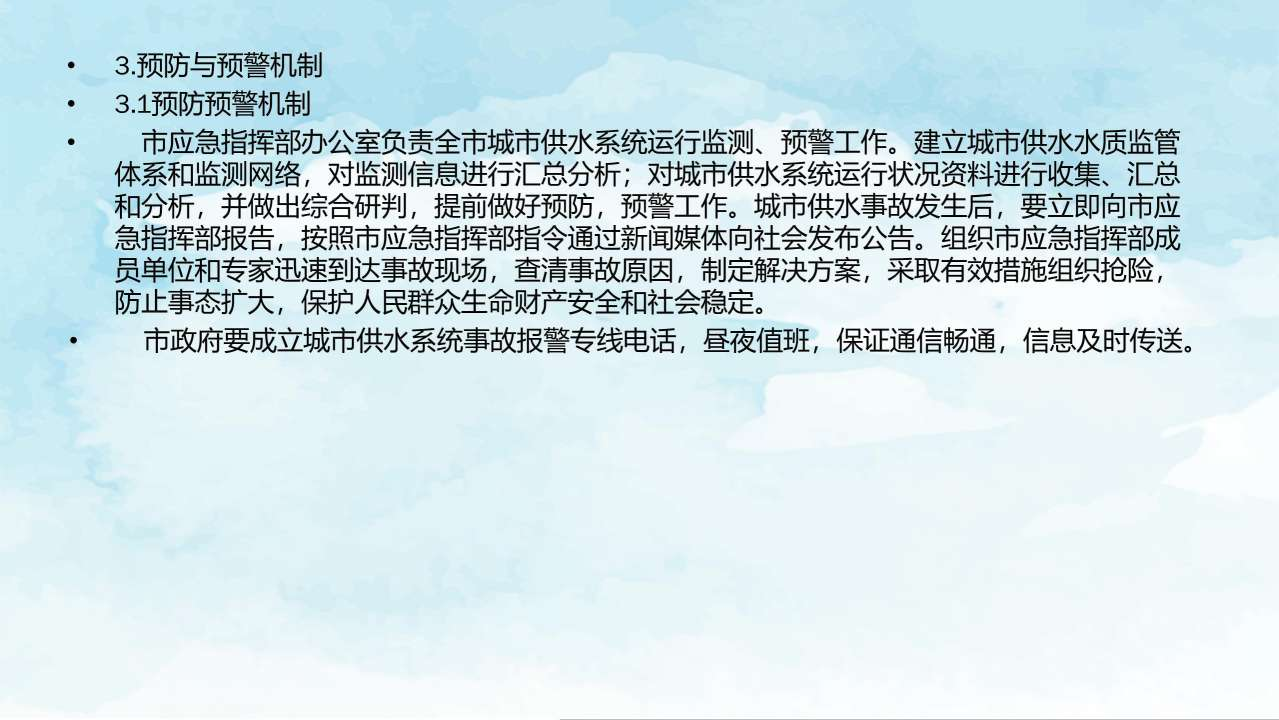 • 3.预防与预警机制
• 3.1预防预警机制
• 市应急指挥部办公室负责全市城市供水系统运行监测、预警工作。建立城市供水水质监管
体系和监测网络，对监测信息进行汇总分析；对城市供水系统运行状况资料进行收集、汇总
和分析，并做出综合研判，提前做好预防，预警工作。城市供水事故发生后，要立即向市应
急指挥部报告，按照市应急指挥部指令通过新闻媒体向社会发布公告。组织市应急指挥部成
员单位和专家迅速到达事故现场，查清事故原因，制定解决方案，采取有效措施组织抢险，
防止事态扩大，保护人民群众生命财产安全和社会稳定。
• 市政府要成立城市供水系统事故报警专线电话，昼夜值班，保证通信畅通，信息及时传送。